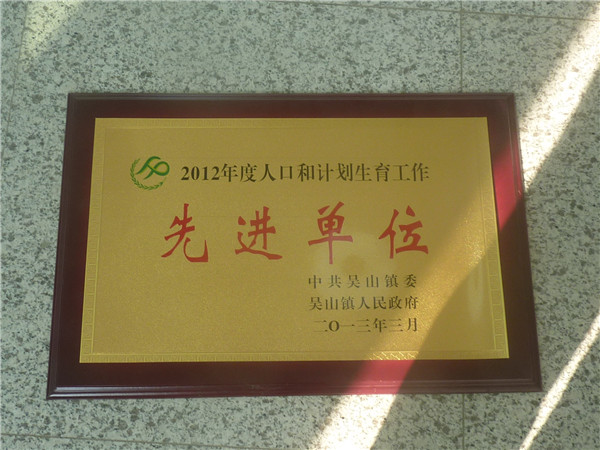 2012年度人口和计划生育工作
先进单位
中共吴山镇委
吴山镇人民政府
二〇一三年三月